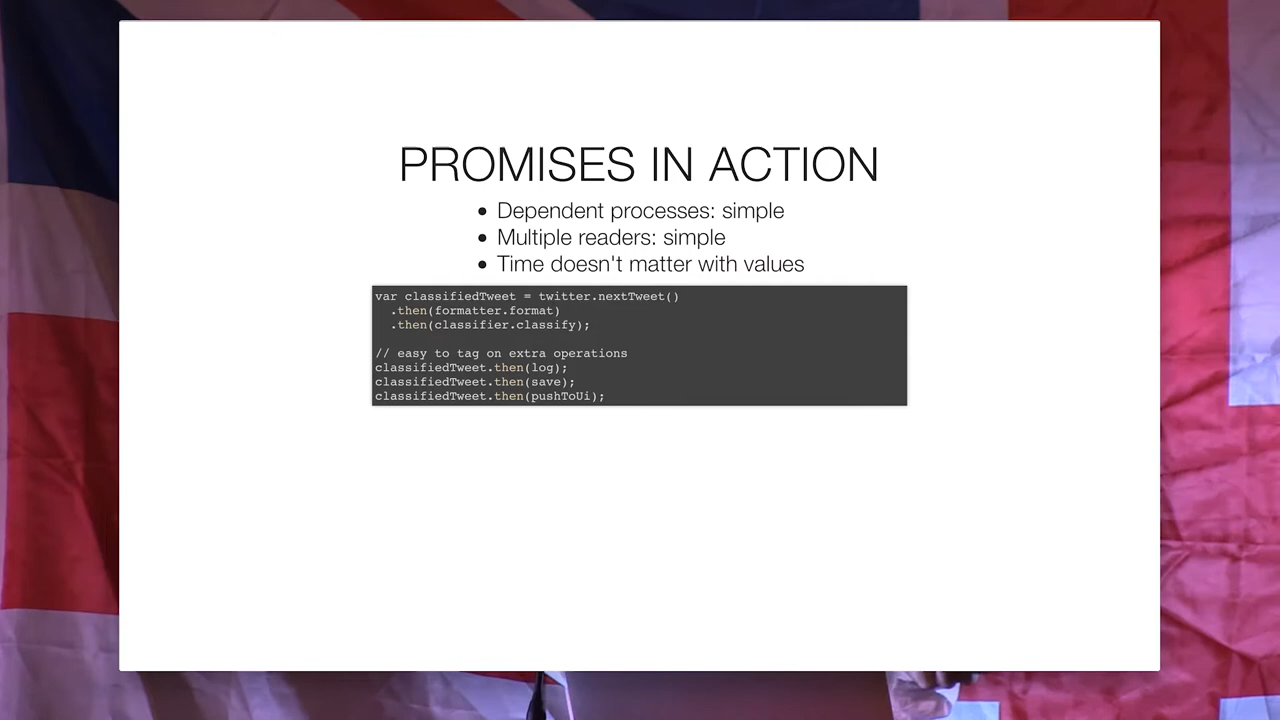 PROMISES IN ACTION
• Dependent processes: simple
• Multiple readers: simple
• Time doesn't matter with values
var classifiedTweet = twitter.nextTweet()
  .then(formatter.format)
  .then(classifier.classify);
// easy to tag on extra operations
classifiedTweet.then(log);
classifiedTweet.then(save);
classifiedTweet.then(pushToUi);